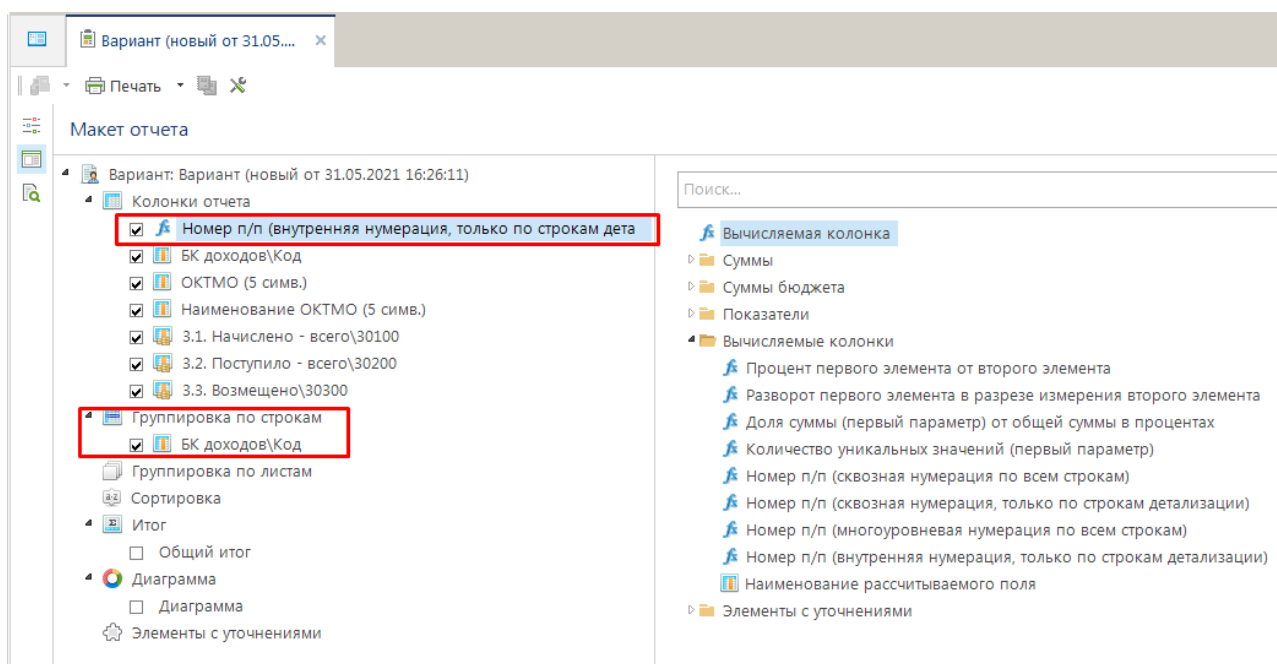 Вариант (новый от 31.05....
Печать
Макет отчета
Вариант: Вариант (новый от 31.05.2021 16:26:11)
Колонки отчета
Номер п/п (внутренняя нумерация, только по строкам дета
БК доходов\Код
ОКТМО (5 симв.)
Наименование ОКТМО (5 симв.)
3.1. Начислено - всего\30100
3.2. Поступило - всего\30200
3.3. Возмещено\30300
Группировка по строкам
БК доходов\Код
Группировка по листам
Сортировка
Итог
Общий итог
Диаграмма
Диаграмма
Элементы с уточнениями
Поиск...
Вычисляемая колонка
Суммы
Суммы бюджета
Показатели
Вычисляемые колонки
Процент первого элемента от второго элемента
Разворот первого элемента в разрезе измерения второго элемента
Доля суммы (первый параметр) от общей суммы в процентах
Количество уникальных значений (первый параметр)
Номер п/п (сквозная нумерация по всем строкам)
Номер п/п (сквозная нумерация, только по строкам детализации)
Номер п/п (многоуровневая нумерация по всем строкам)
Номер п/п (внутренняя нумерация, только по строкам детализации)
Наименование рассчитываемого поля
Элементы с уточнениями